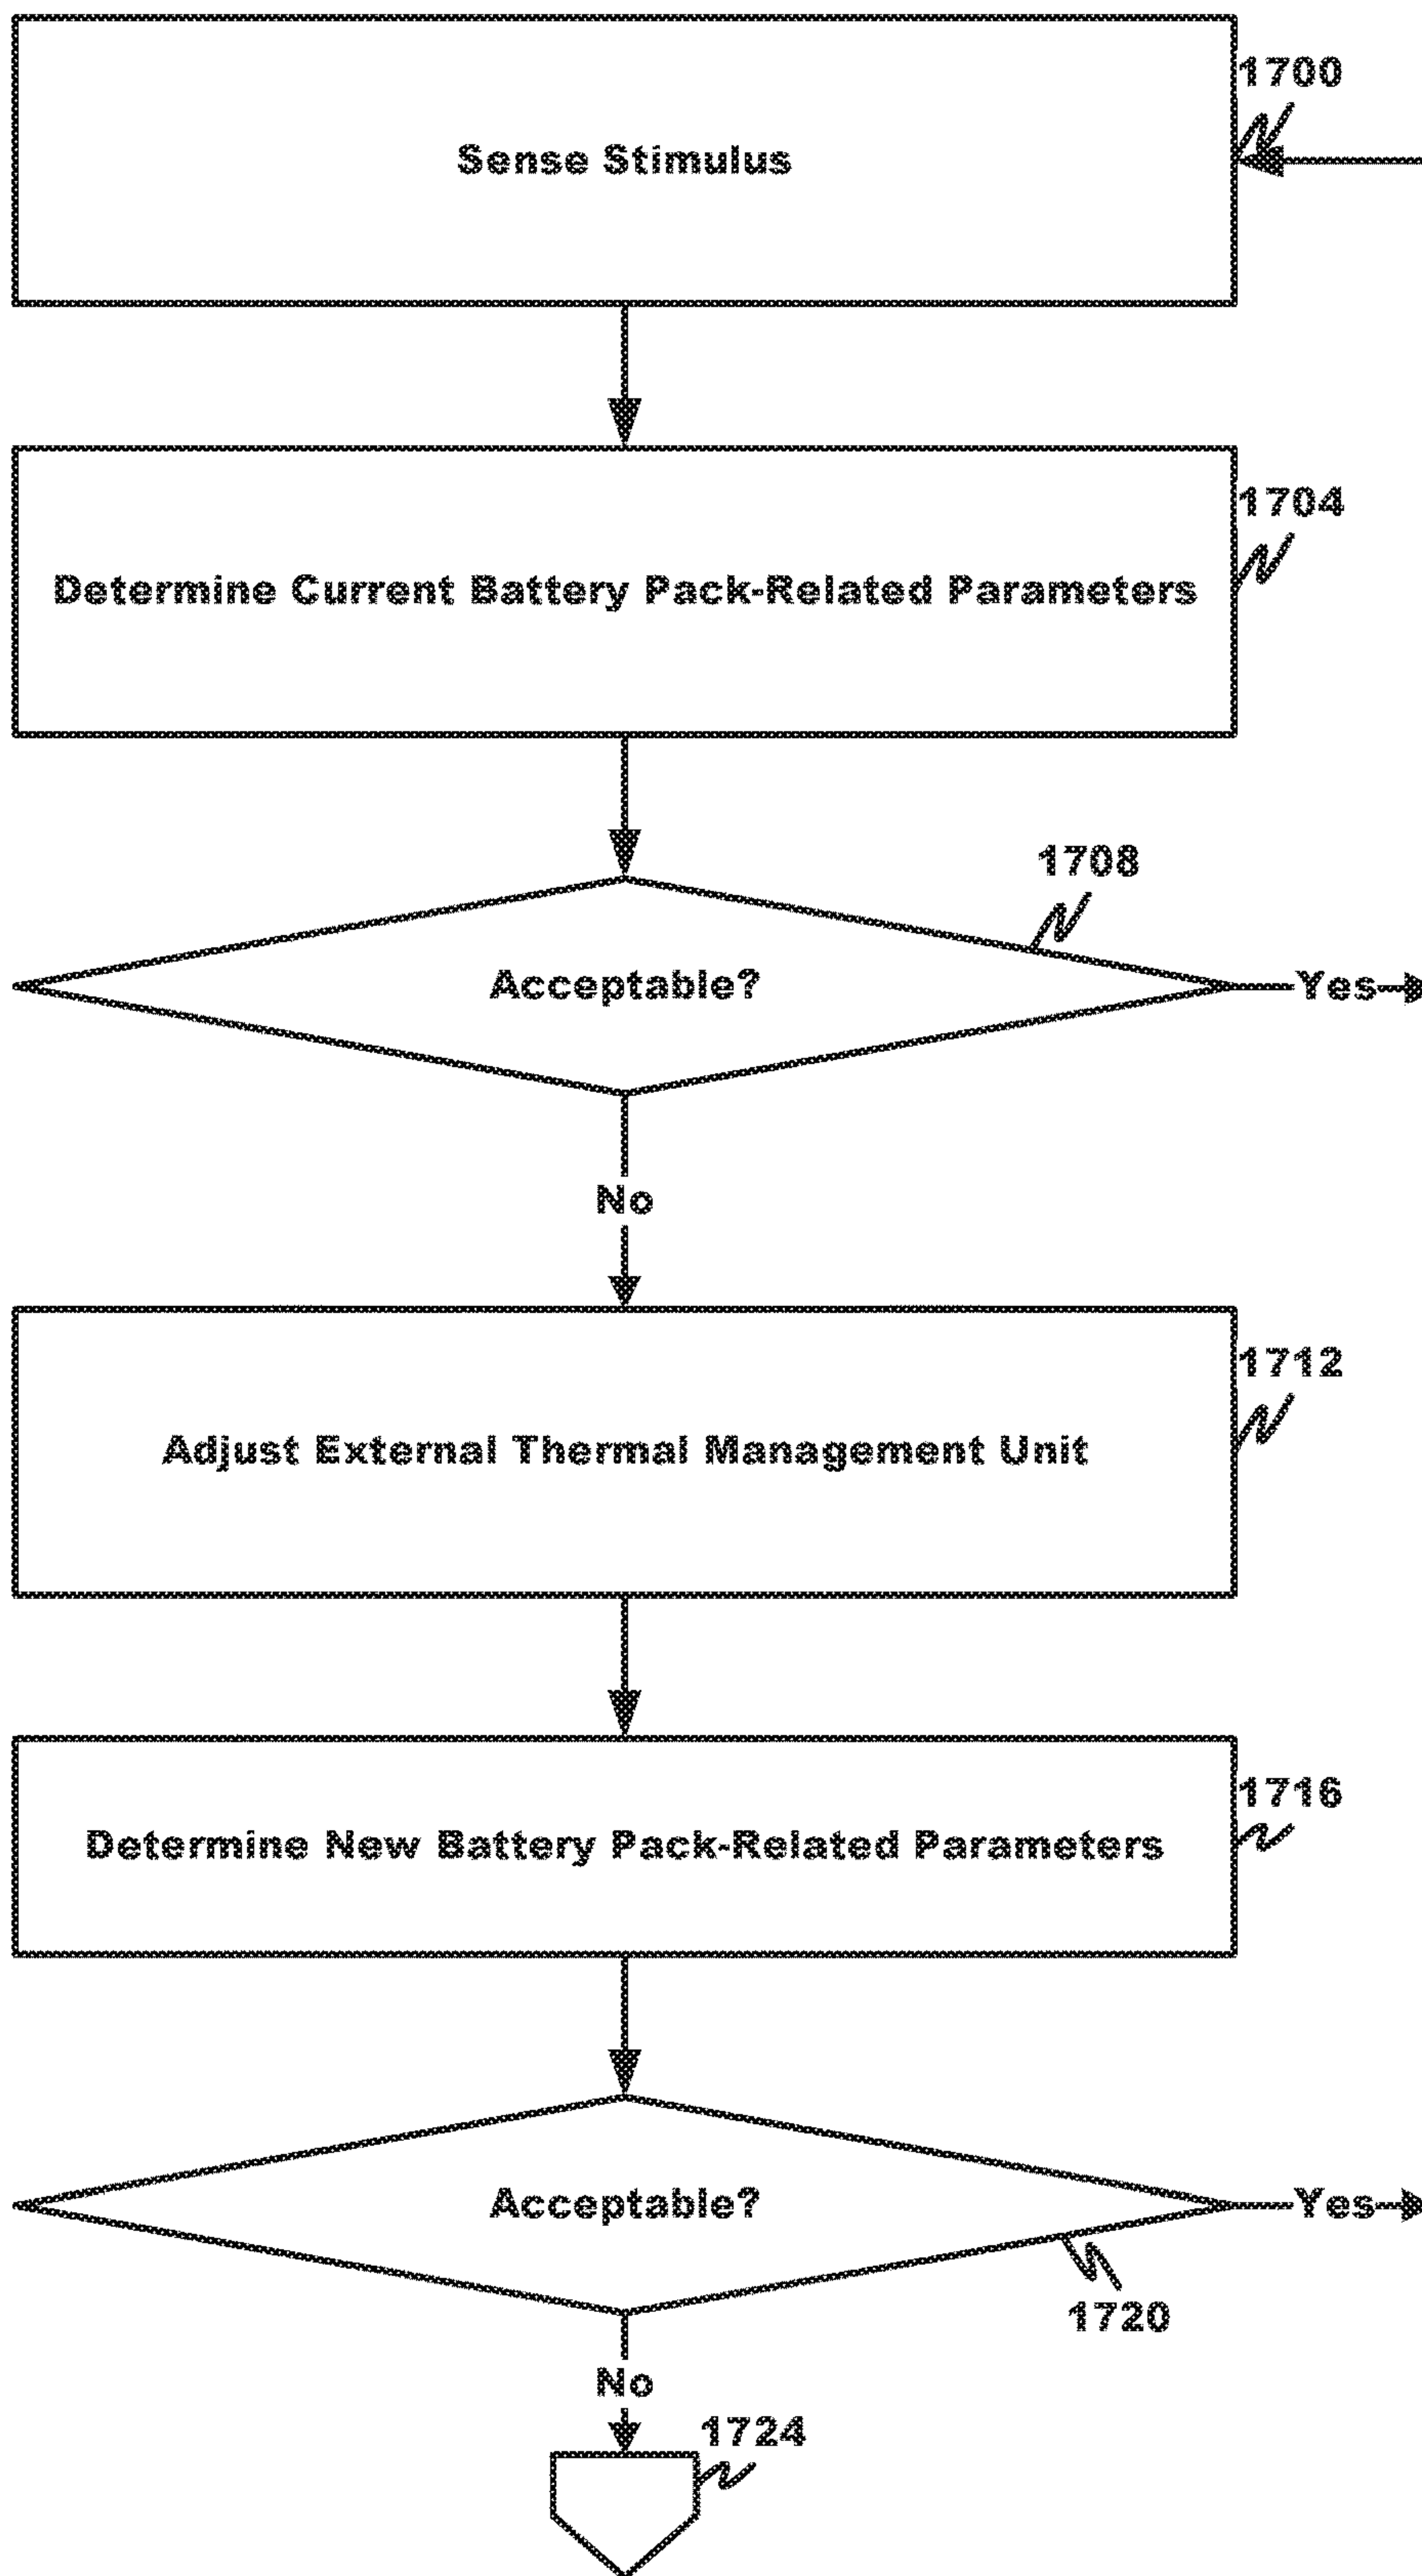 1700
Sense Stimulus
1704
Determine Current Battery Pack-Related Parameters
1708
Acceptable?
Yes
No
1712
Adjust External Thermal Management Unit
1716
Determine New Battery Pack-Related Parameters
Acceptable?
Yes
1720
No
1724